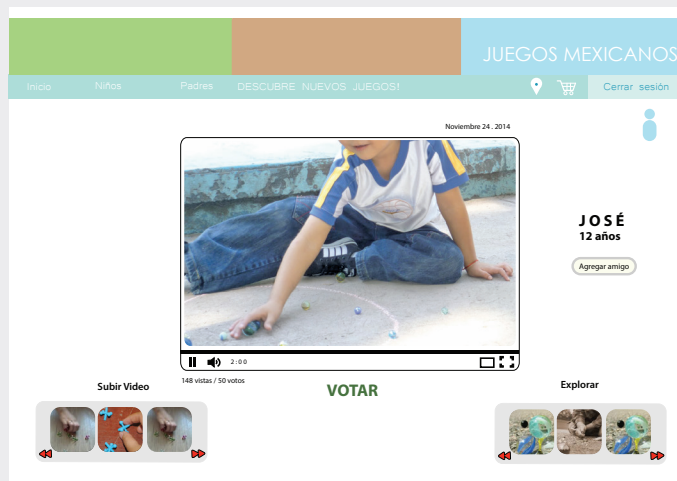 JUEGOS MEXICANOS
Inicio Niños Padres DESCUBRE NUEVOS JUEGOS! Cerrar sesión
Noviembre 24 . 2014
JOSÉ
12 años
Agregar amigo
2:00
148 vistas / 50 votos
VOTAR
Subir Video
Explorar